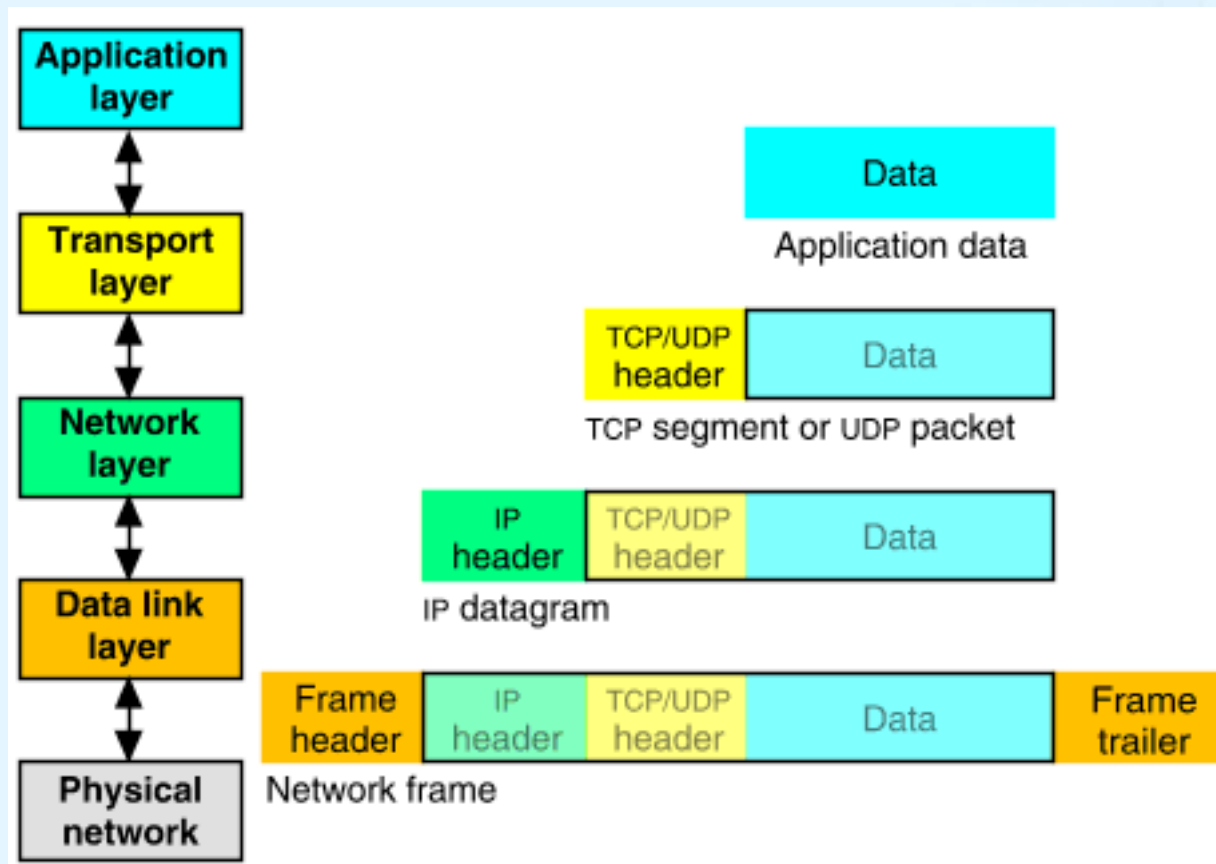 Application
layer
Transport
layer
Network
layer
Data link
layer
Physical
network
Data
Application data
TCP/UDP
header
Data
TCP segment or UDP packet
IP
header
TCP/UDP
header
Data
IP datagram
Frame
header
IP
header
TCP/UDP
header
Data
Frame
trailer
Network frame